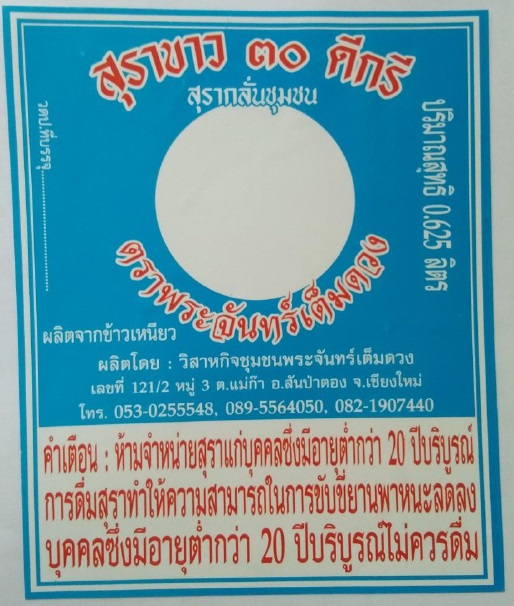 สุราขาว ๓๐ ดีกรี
สุรากลั่นชุมชน
วดป.ที่บรรจุ
ปริมาณสุทธิ 0.625 ลิตร
ตราพระจันทร์เต็มดวง
ผลิตจากข้าวเหนียว
ผลิตโดย : วิสาหกิจชุมชนพระจันทร์เต็มดวง
เลขที่ 121/2 หมู่ 3 ต.แม่ก๊า อ.สันป่าตอง จ.เชียงใหม่
โทร. 053-0255548, 089-5564050, 082-1907440
คำเตือน : ห้ามจำหน่ายสุราแก่บุคคลซึ่งมีอายุต่ำกว่า 20 ปีบริบูรณ์
การดื่มสุราทำให้ความสามารถในการขับขี่ยานพาหนะลดลง
บุคคลซึ่งมีอายุต่ำกว่า 20 ปีบริบูรณ์ไม่ควรดื่ม